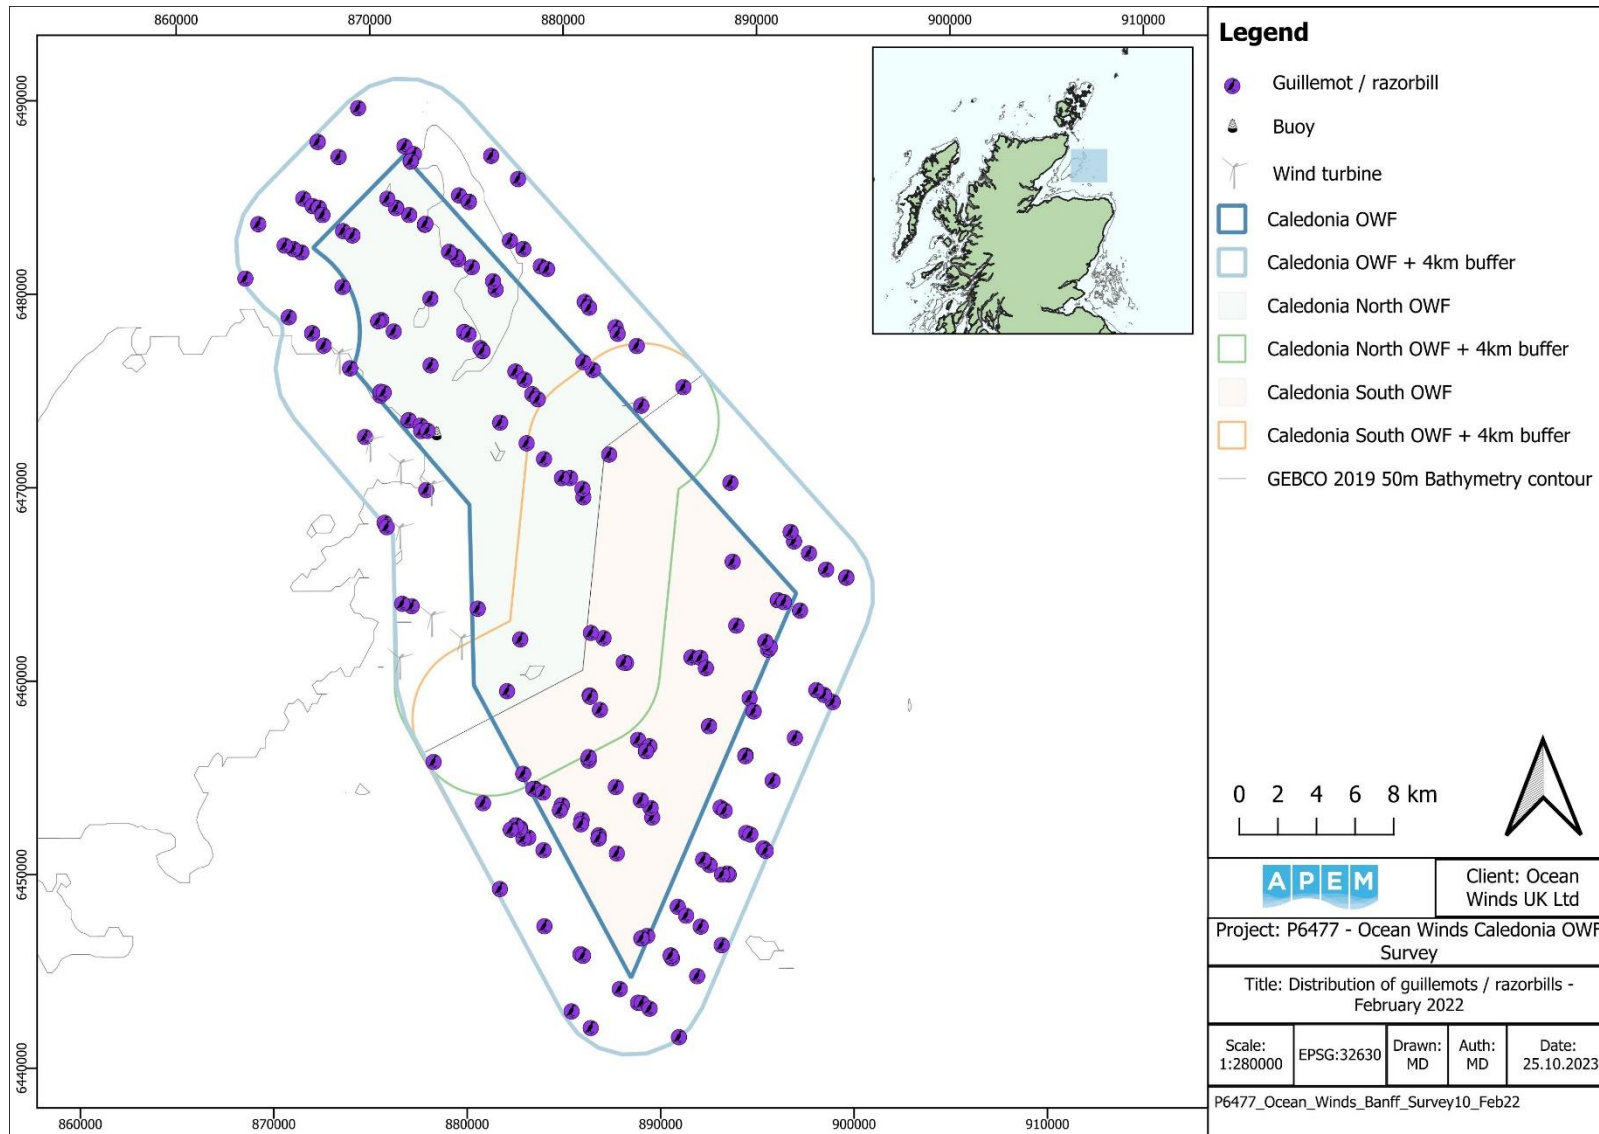 860000 870000 880000 890000 900000 910000
6490000
6480000
6470000
6460000
6450000
6440000
860000 870000 880000 890000 900000 910000
Legend
Guillemot / razorbill
Buoy
Wind turbine
Caledonia OWF
Caledonia OWF + 4km buffer
Caledonia North OWF
Caledonia North OWF + 4km buffer
Caledonia South OWF
Caledonia South OWF + 4km buffer
GEBCO 2019 50m Bathymetry contour
0 2 4 6 8 km
APEM
Client: Ocean
Winds UK Ltd
Project: P6477 - Ocean Winds Caledonia OWF
Survey
Title: Distribution of guillemots / razorbills -
February 2022
Scale:
1:280000
EPSG:32630
Drawn:
MD
Auth:
MD
Date:
25.10.2023
P6477_Ocean_Winds_Banff_Survey10_Feb22